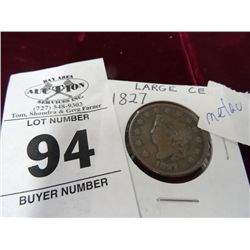 BAY AREA
AUCTION
SERVICES INC.
(727) 548-9303
Tom, Shondra & Greg Farner
LOT NUMBER
94
BUYER NUMBER
LARGE CE
1827